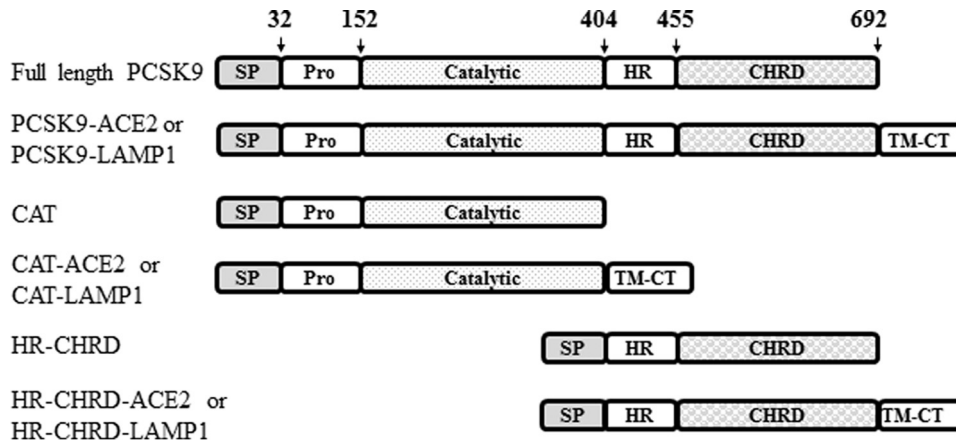 32 152 404 455 692
Full length PCSK9 SP Pro Catalytic HR CHRD
PCSK9-ACE2 or
PCSK9-LAMP1 SP Pro Catalytic HR CHRD TM-CT
CAT SP Pro Catalytic
CAT-ACE2 or
CAT-LAMP1 SP Pro Catalytic TM-CT
HR-CHRD SP HR CHRD
HR-CHRD-ACE2 or
HR-CHRD-LAMP1 SP HR CHRD TM-CT